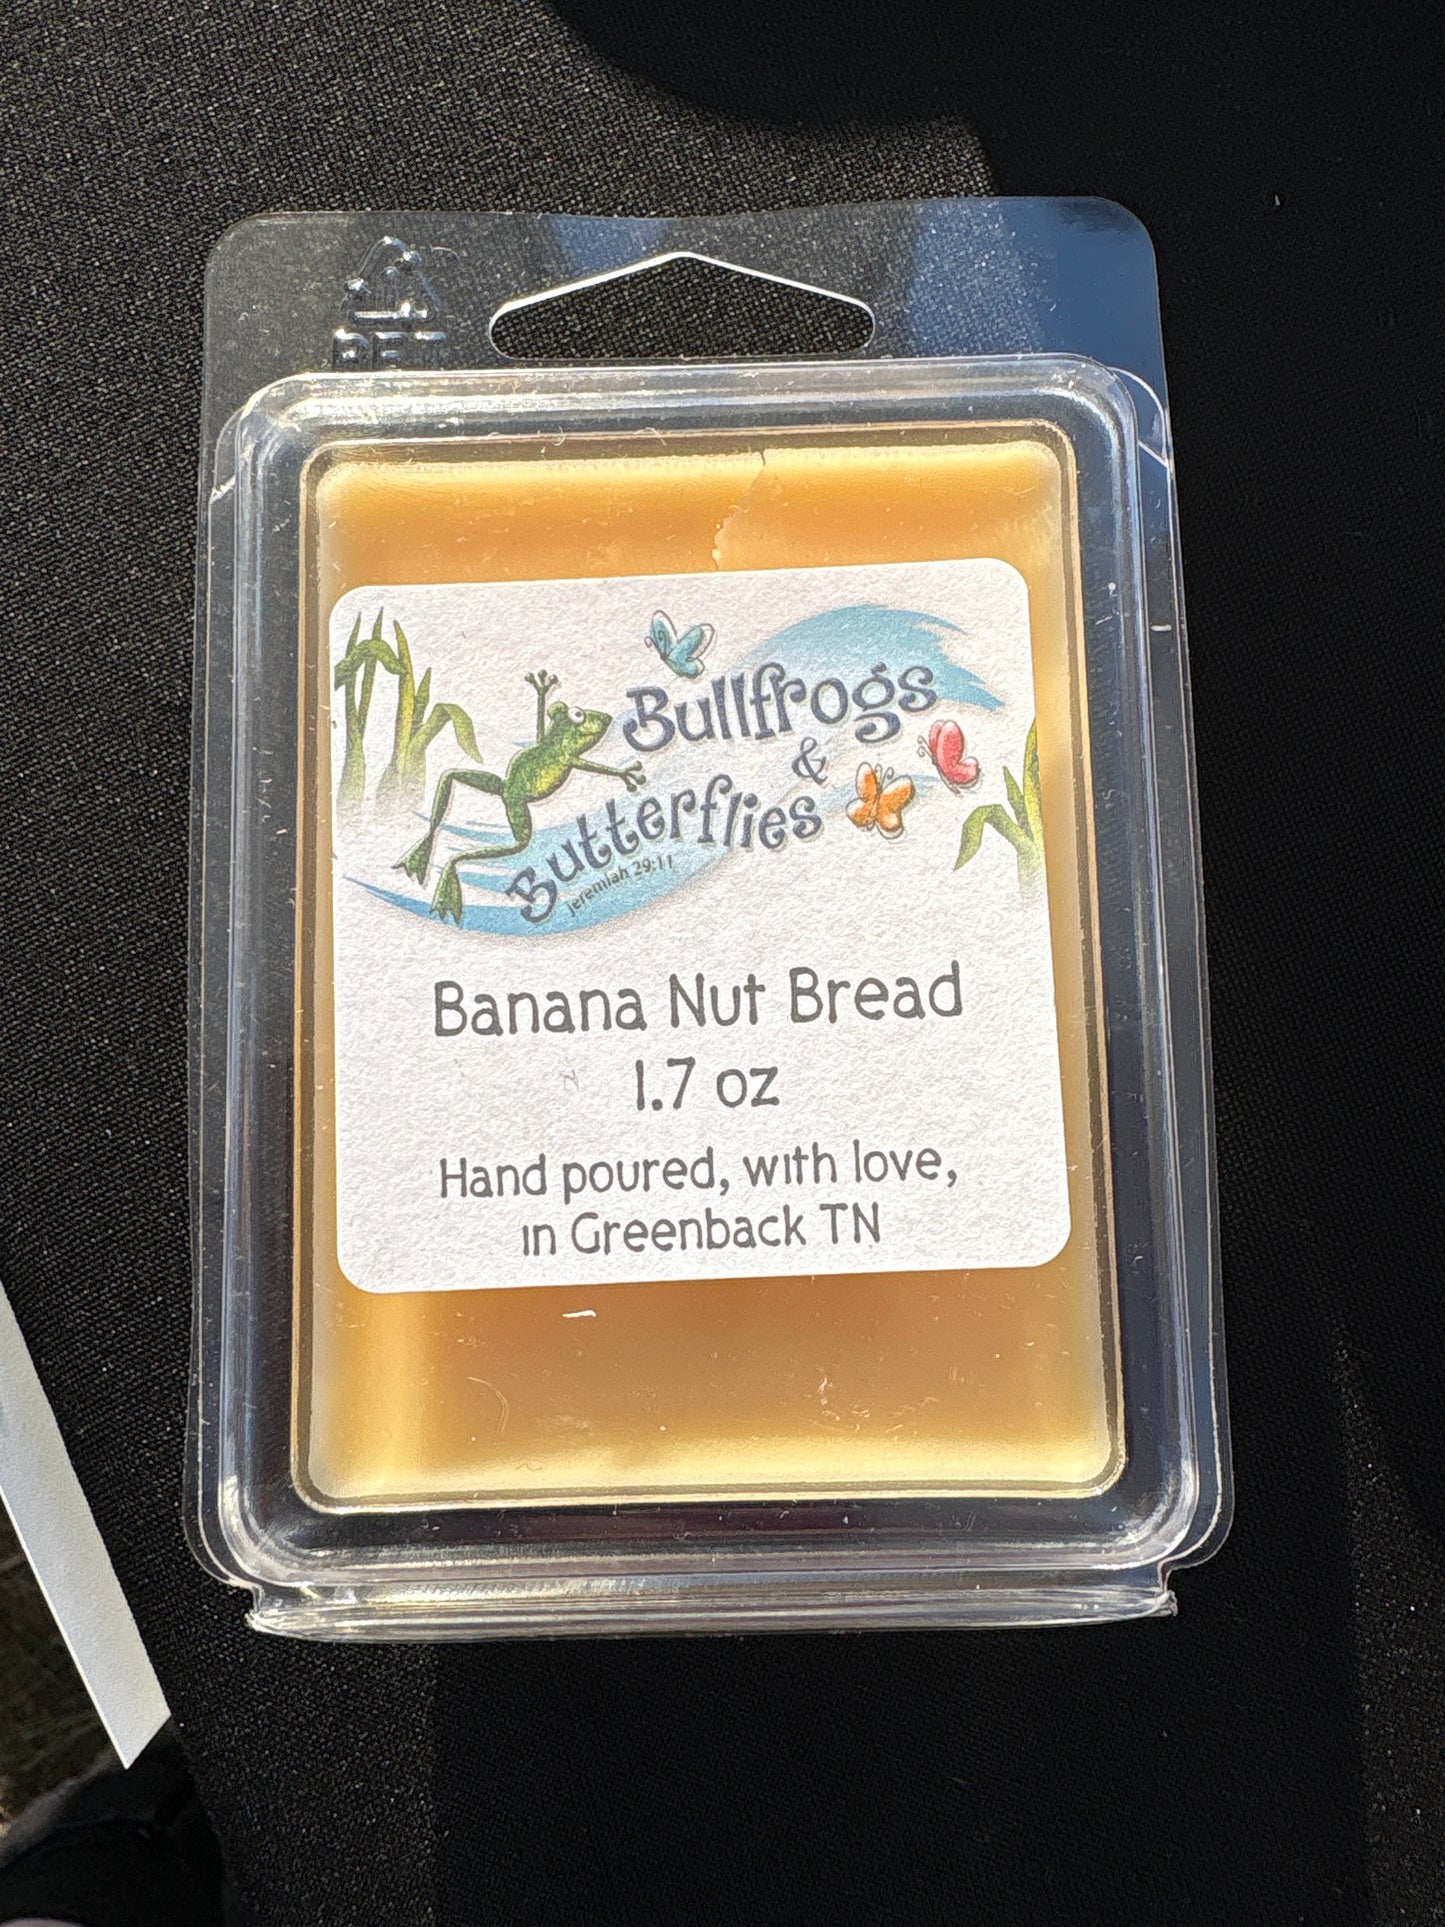 PET
Bullfrogs
&
Butterflies
jeremiah 29:11
Banana Nut Bread
1.7 oz
Hand poured, with love,
in Greenback TN